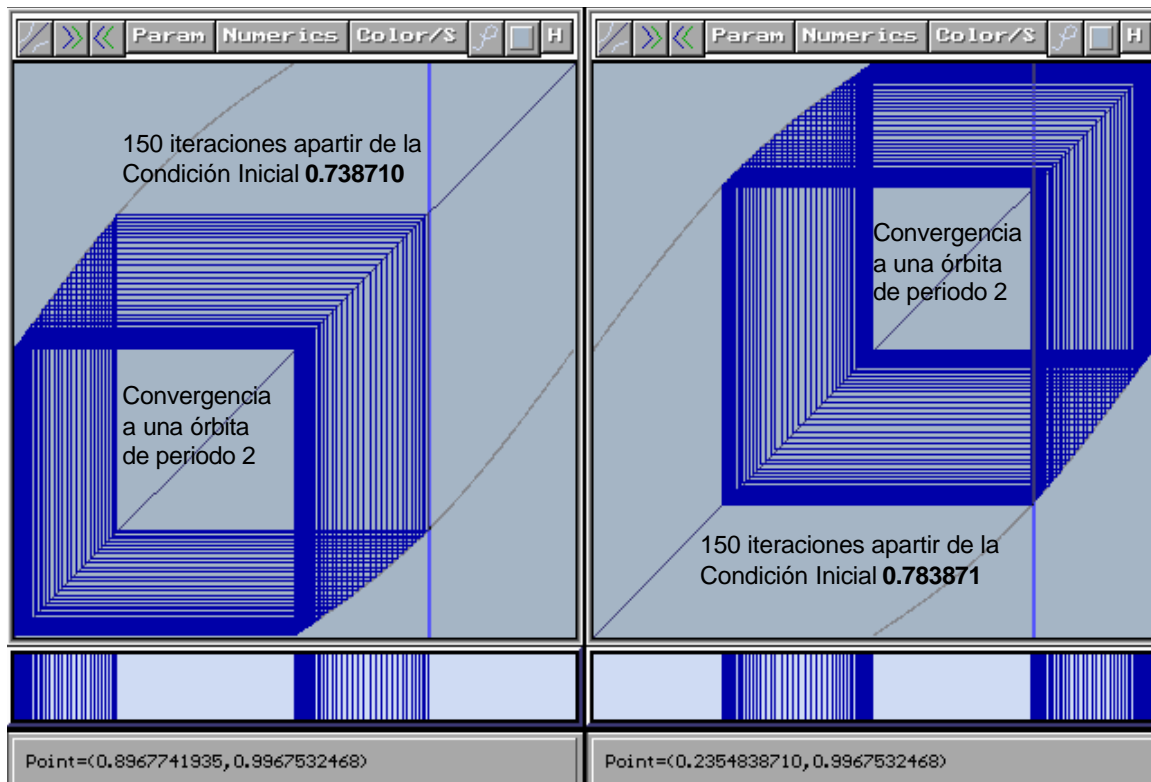 Param Numerics Color/S H
150 iteraciones apartir de la
Condición Inicial 0.738710
Convergencia
a una órbita
de periodo 2
Point=(0.8967741935,0.9967532468)
Param Numerics Color/S H
Convergencia
a una órbita
de periodo 2
150 iteraciones apartir de la
Condición Inicial 0.783871
Point=(0.2354838710,0.9967532468)